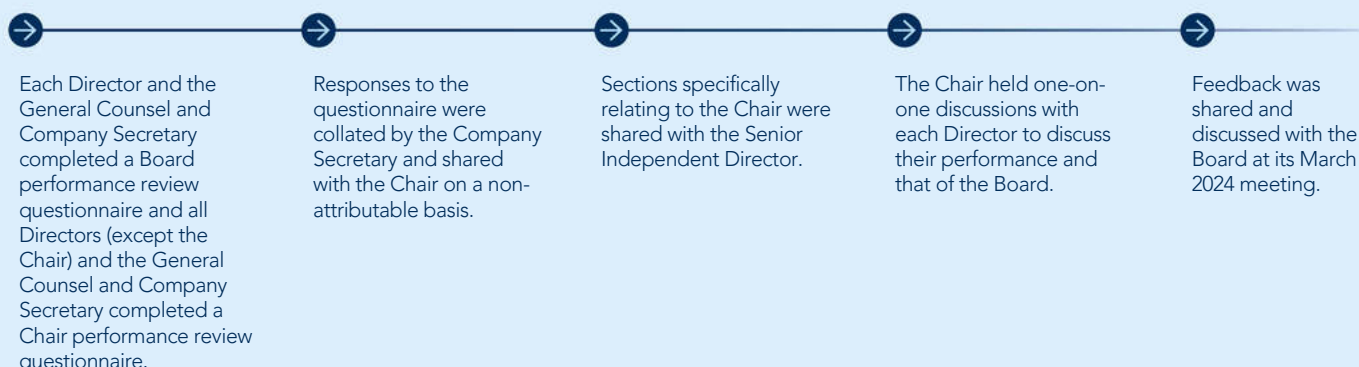 Each Director and the
General Counsel and
Company Secretary
completed a Board
performance review
questionnaire and all
Directors (except the
Chair) and the General
Counsel and Company
Secretary completed a
Chair performance review
questionnaire.
Responses to the
questionnaire were
collated by the Company
Secretary and shared
with the Chair on a non-
attributable basis.
Sections specifically
relating to the Chair were
shared with the Senior
Independent Director.
The Chair held one-on-
one discussions with
each Director to discuss
their performance and
that of the Board.
Feedback was
shared and
discussed with the
Board at its March
2024 meeting.